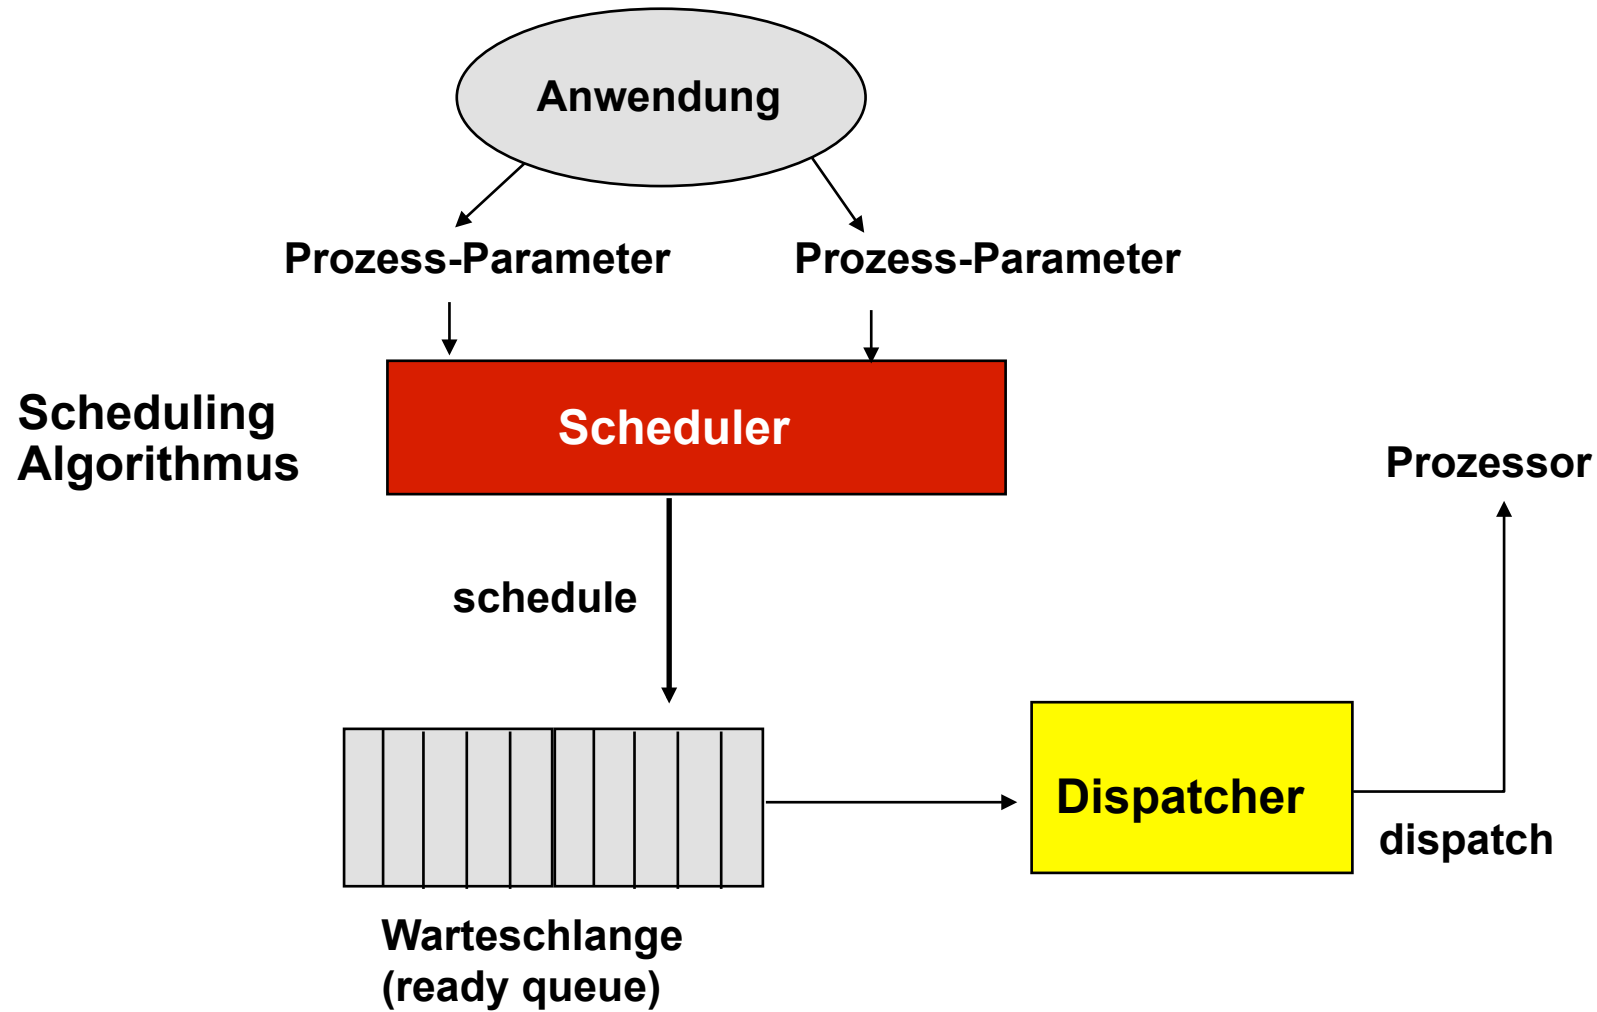 Anwendung
Prozess-Parameter
Prozess-Parameter
Scheduling
Algorithmus
Scheduler
Prozessor
schedule
Dispatcher
dispatch
Warteschlange
(ready queue)